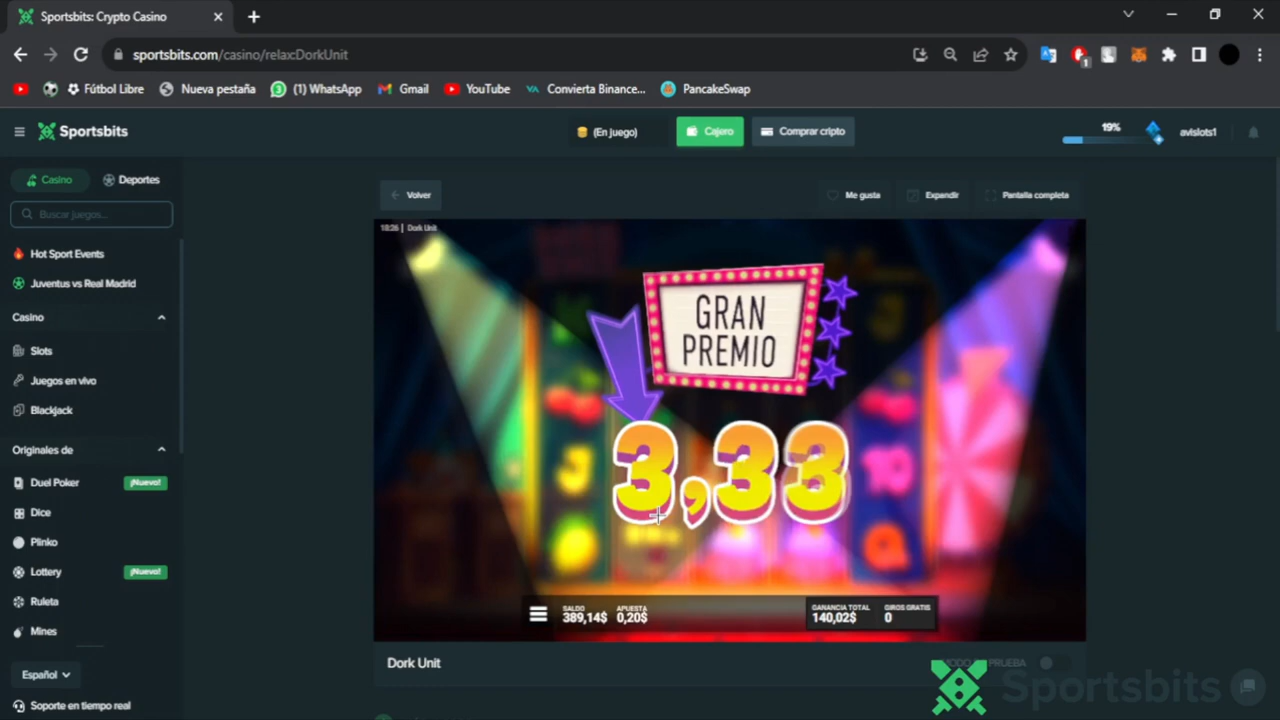 Sportsbits: Crypto Casino
sportsbits.com/casino/relax:DorkUnit
1
Fútbol Libre
Nueva pestaña
(1) WhatsApp
Gmail
YouTube
Convierta Binance...
PancakeSwap
Sportsbits
(En juego)
Cajero
Comprar cripto
19%
avislots1
Casino
Deportes
Buscar juegos...
Volver
Me gusta
Expandir
Pantalla completa
Hot Sport Events
Juventus vs Real Madrid
Casino
Slots
Juegos en vivo
Blackjack
Originales de
Duel Poker
¡Nuevo!
Dice
Plinko
Lottery
¡Nuevo!
Ruleta
Mines
Español
Soporte en tiempo real
18:26 | Dork Unit
GRAN
PREMIO
3,33
J
10
SALDO
389,14$
APUESTA
0,20$
GANANCIA TOTAL
140,02$
GIROS GRATIS
0
Dork Unit
PRUEBA
Sportsbits